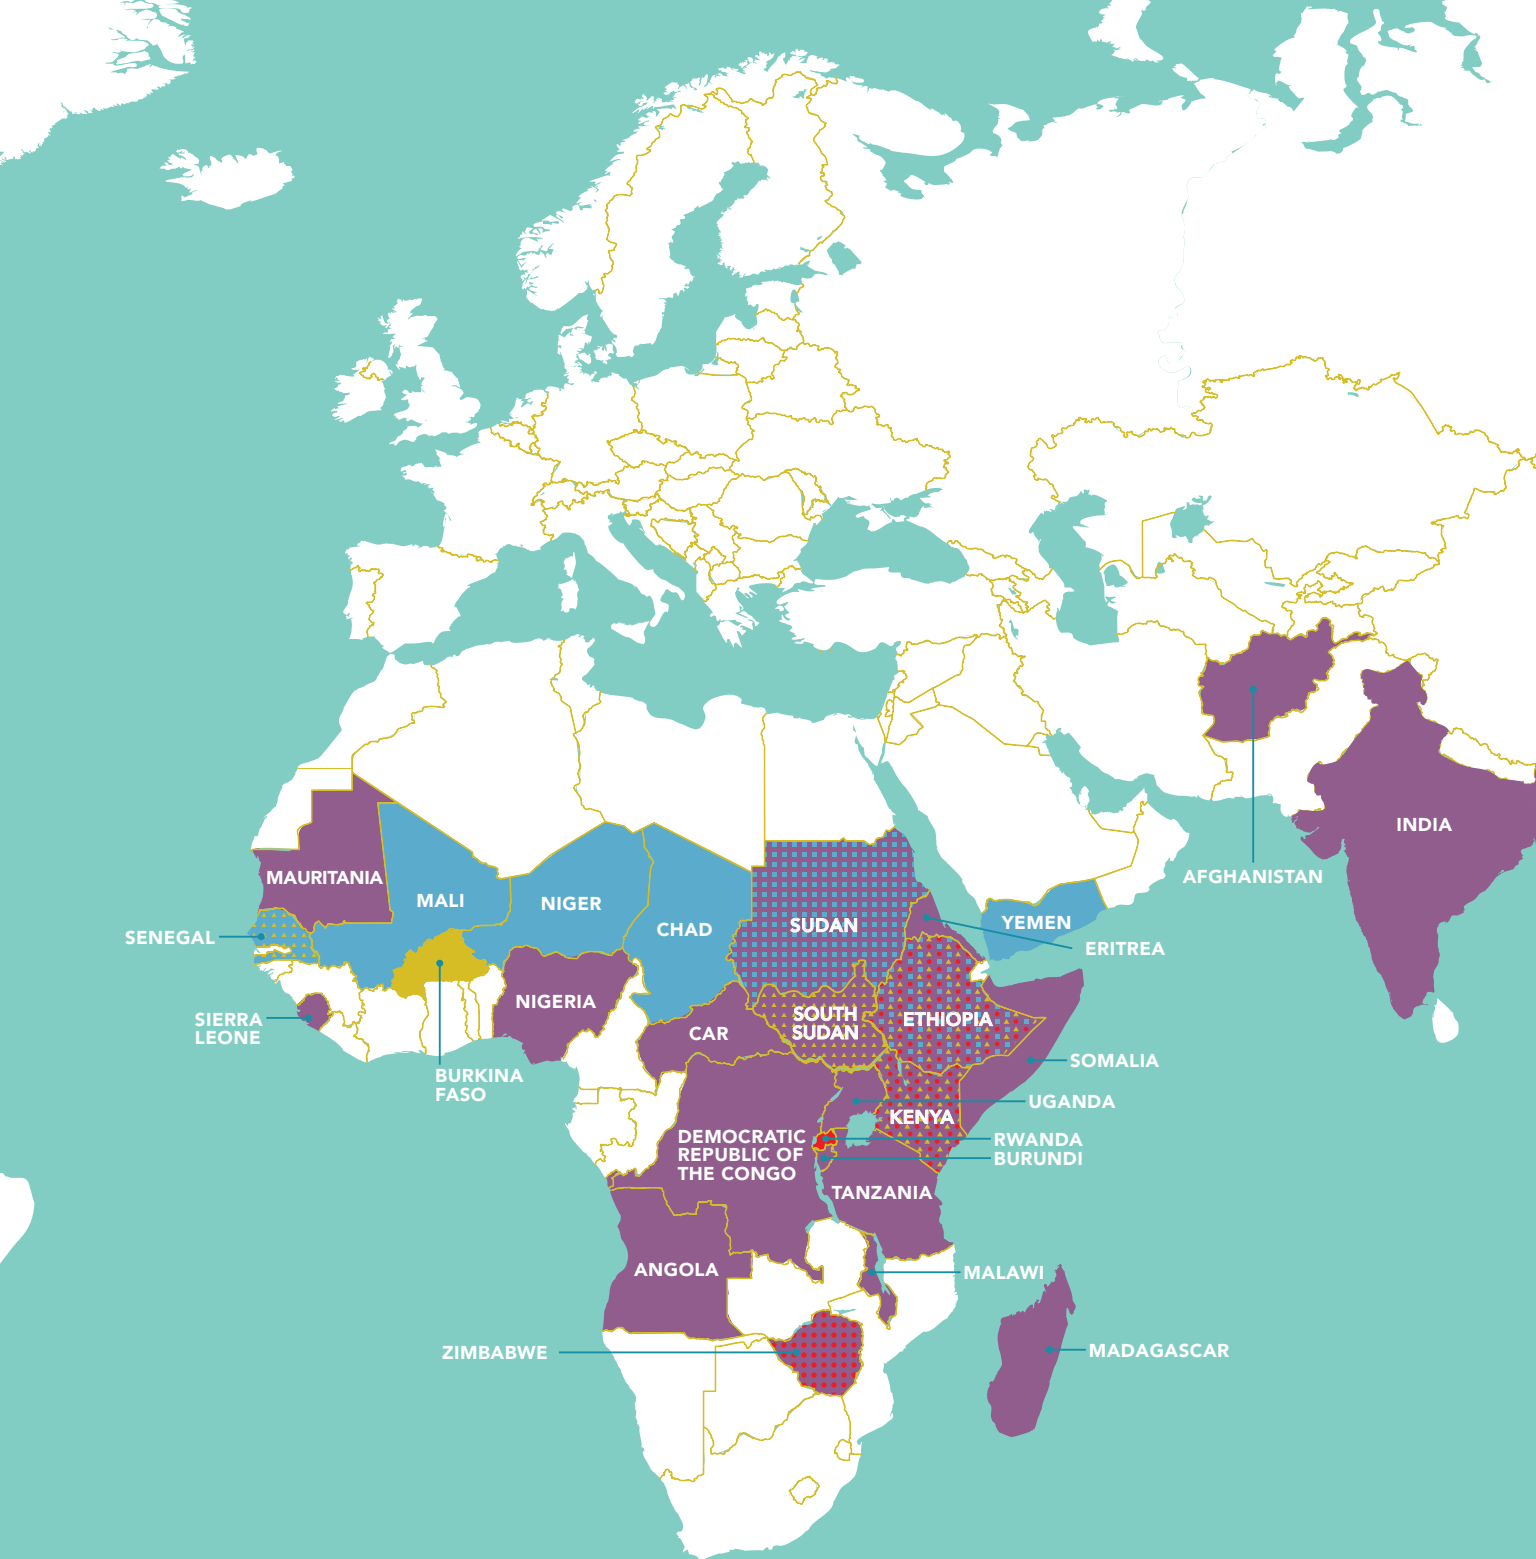 INDIA
MAURITANIA
AFGHANISTAN
MALI
NIGER
YEMEN
SUDAN
CHAD
SENEGAL
ERITREA
NIGERIA
SOUTH
SUDAN
ETHIOPIA
SIERRA
LEONE
CAR
SOMALIA
BURKINA
FASO
UGANDA
KENYA
DEMOCRATIC
REPUBLIC OF
THE CONGO
RWANDA
BURUNDI
TANZANIA
ANGOLA
MALAWI
ZIMBABWE
MADAGASCAR